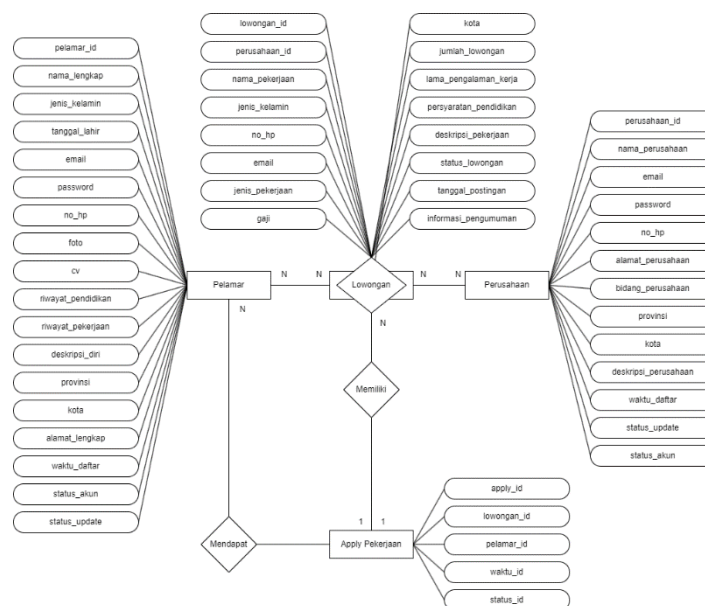 pelamar_id
nama_lengkap
jenis_kelamin
tanggal_lahir
email
password
no_hp
foto
cv
riwayat_pendidikan
riwayat_pekerjaan
deskripsi_diri
provinsi
kota
alamat_lengkap
waktu_daftar
status_akun
status_update
lowongan_id
perusahaan_id
nama_pekerjaan
jenis_kelamin
no_hp
email
jenis_pekerjaan
gaji
kota
jumlah_lowongan
lama_pengalaman_kerja
persyaratan_pendidikan
deskripsi_pekerjaan
status_lowongan
tanggal_postingan
informasi_pengumuman
perusahaan_id
nama_perusahaan
email
password
no_hp
alamat_perusahaan
bidang_perusahaan
provinsi
kota
deskripsi_perusahaan
waktu_daftar
status_update
status_akun
Pelamar
N
N
Lowongan
N
N
Perusahaan
N
N
Memiliki
1
1
Mendapat
Apply Pekerjaan
apply_id
lowongan_id
pelamar_id
waktu_id
status_id